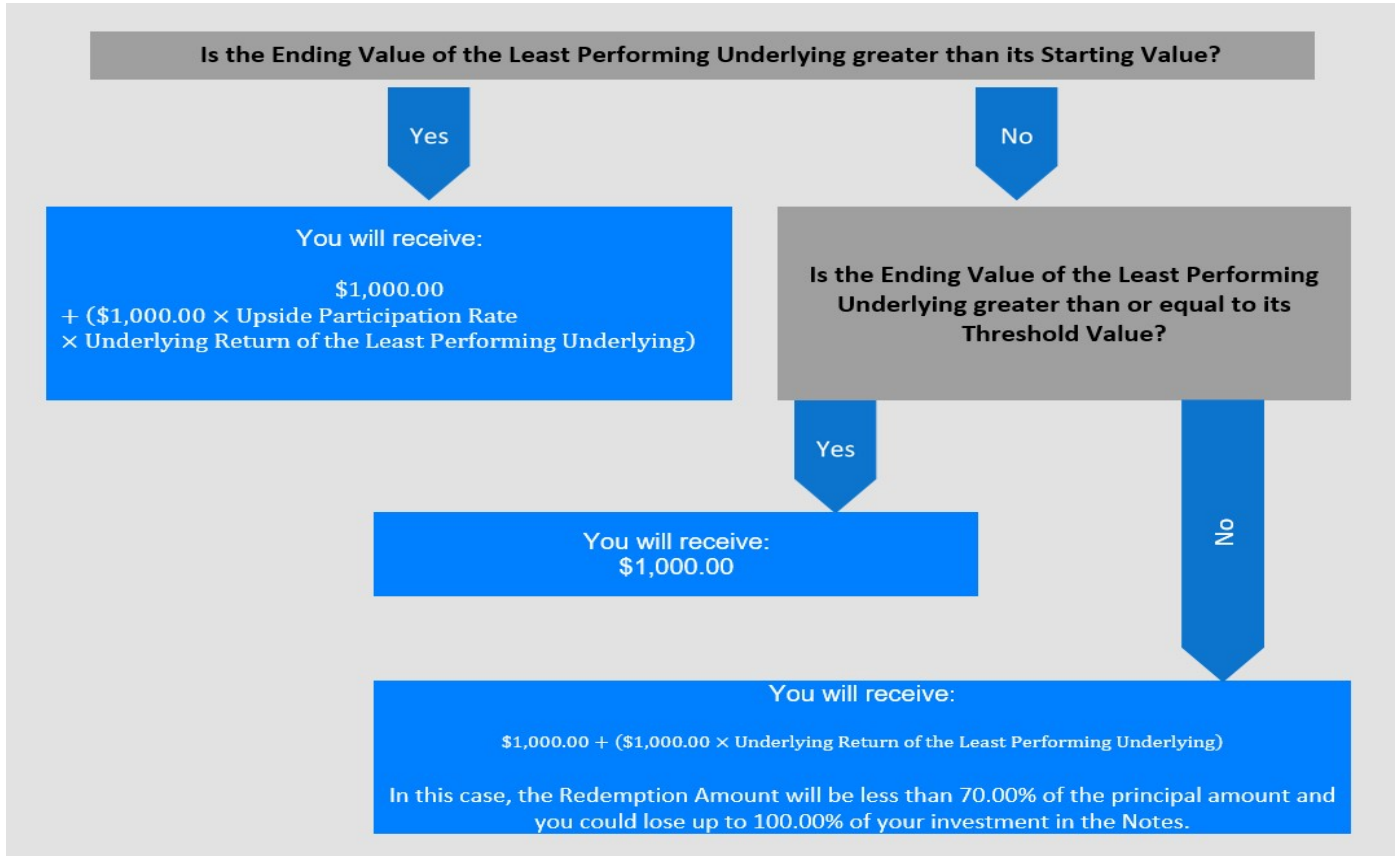 Is the Ending Value of the Least Performing Underlying greater than its Starting Value?
Yes
No
You will receive:
$1,000.00
+ ($1,000.00 × Upside Participation Rate
× Underlying Return of the Least Performing Underlying)
Is the Ending Value of the Least Performing
Underlying greater than or equal to its
Threshold Value?
Yes
No
You will receive:
$1,000.00
You will receive:
$1,000.00 + ($1,000.00 × Underlying Return of the Least Performing Underlying)
In this case, the Redemption Amount will be less than 70.00% of the principal amount and
you could lose up to 100.00% of your investment in the Notes.